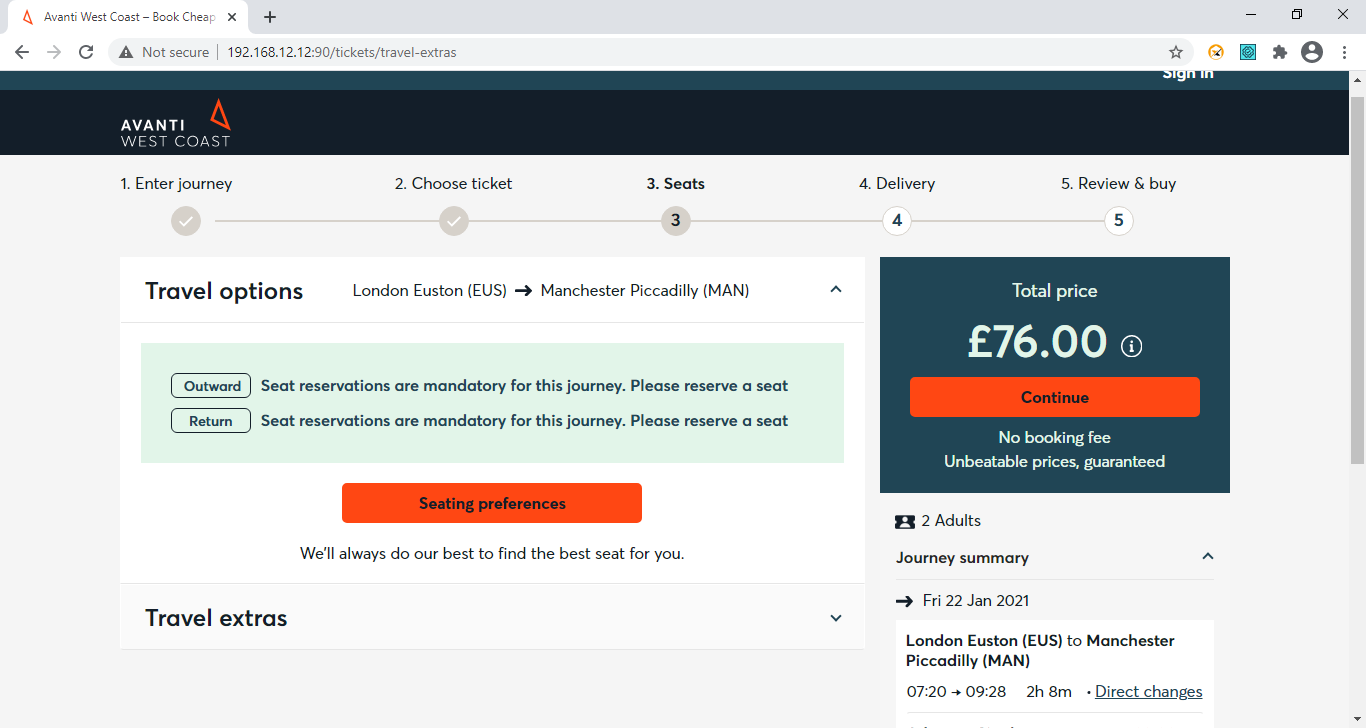 Avanti West Coast – Book Cheap
Not secure
192.168.12.12:90/tickets/travel-extras
Sign in
AVANTI
WEST COAST
1. Enter journey
2. Choose ticket
3. Seats
4. Delivery
5. Review & buy
3
4
5
Travel options
London Euston (EUS) → Manchester Piccadilly (MAN)
Outward Seat reservations are mandatory for this journey. Please reserve a seat
Return Seat reservations are mandatory for this journey. Please reserve a seat
Seating preferences
We'll always do our best to find the best seat for you.
Travel extras
Total price
£76.00
Continue
No booking fee
Unbeatable prices, guaranteed
2 Adults
Journey summary
→ Fri 22 Jan 2021
London Euston (EUS) to Manchester
Piccadilly (MAN)
07:20 → 09:28 2h 8m • Direct changes